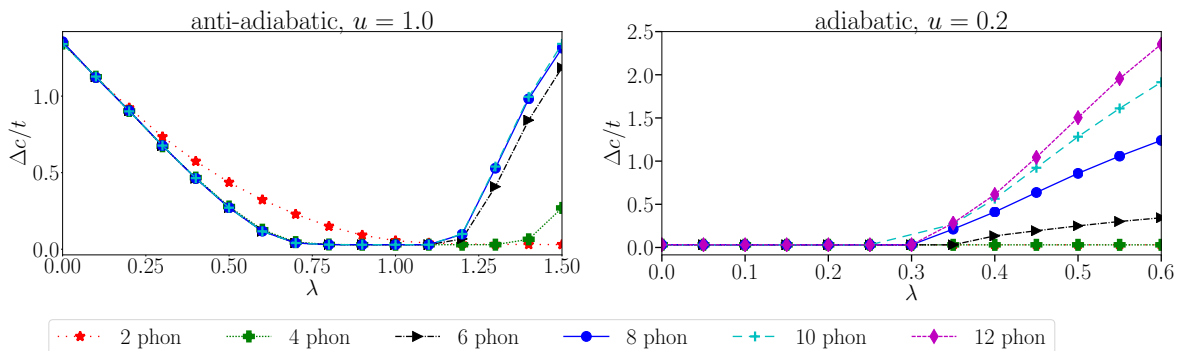 anti-adiabatic, u = 1.0
adiabatic, u = 0.2
Δc/t
1.0
0.5
0.0
0.00 0.25 0.50 0.75 1.00 1.25 1.50
λ
Δc/t
2.5
2.0
1.5
1.0
0.5
0.0
0.0 0.1 0.2 0.3 0.4 0.5 0.6
λ
2 phon 4 phon 6 phon 8 phon 10 phon 12 phon